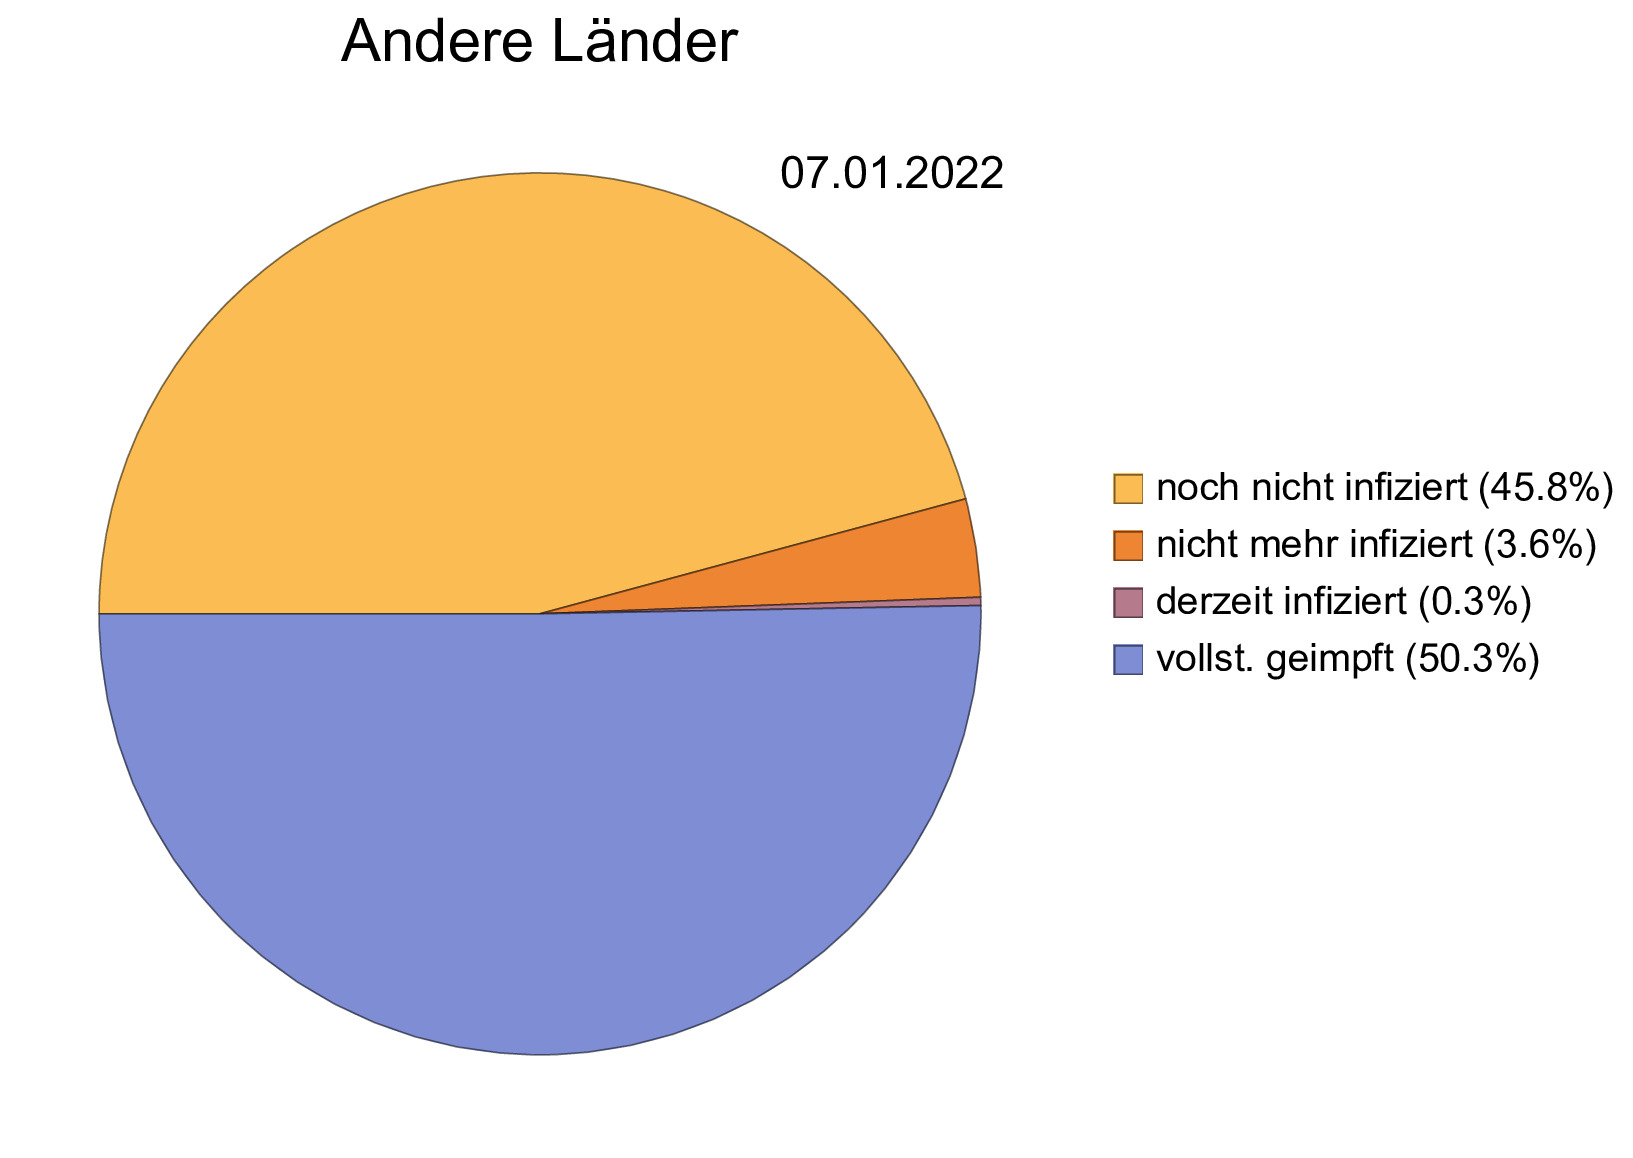 Andere Länder
07.01.2022
noch nicht infiziert (45.8%)
nicht mehr infiziert (3.6%)
derzeit infiziert (0.3%)
vollst. geimpft (50.3%)